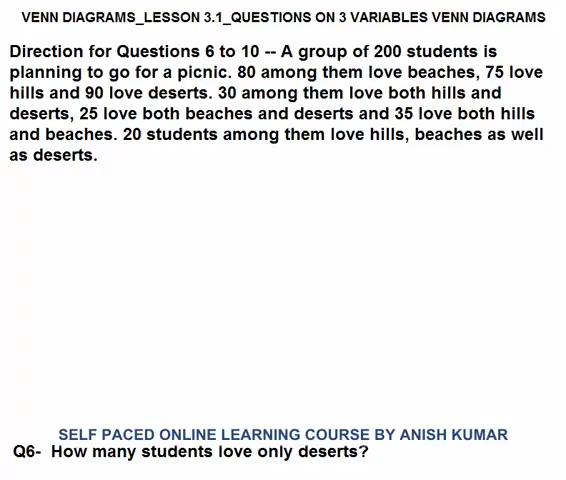 VENN DIAGRAMS_LESSON 3.1_QUESTIONS ON 3 VARIABLES VENN DIAGRAMS
Direction for Questions 6 to 10 -- A group of 200 students is
planning to go for a picnic. 80 among them love beaches, 75 love
hills and 90 love deserts. 30 among them love both hills and
deserts, 25 love both beaches and deserts and 35 love both hills
and beaches. 20 students among them love hills, beaches as well
as deserts.
SELF PACED ONLINE LEARNING COURSE BY ANISH KUMAR
Q6- How many students love only deserts?